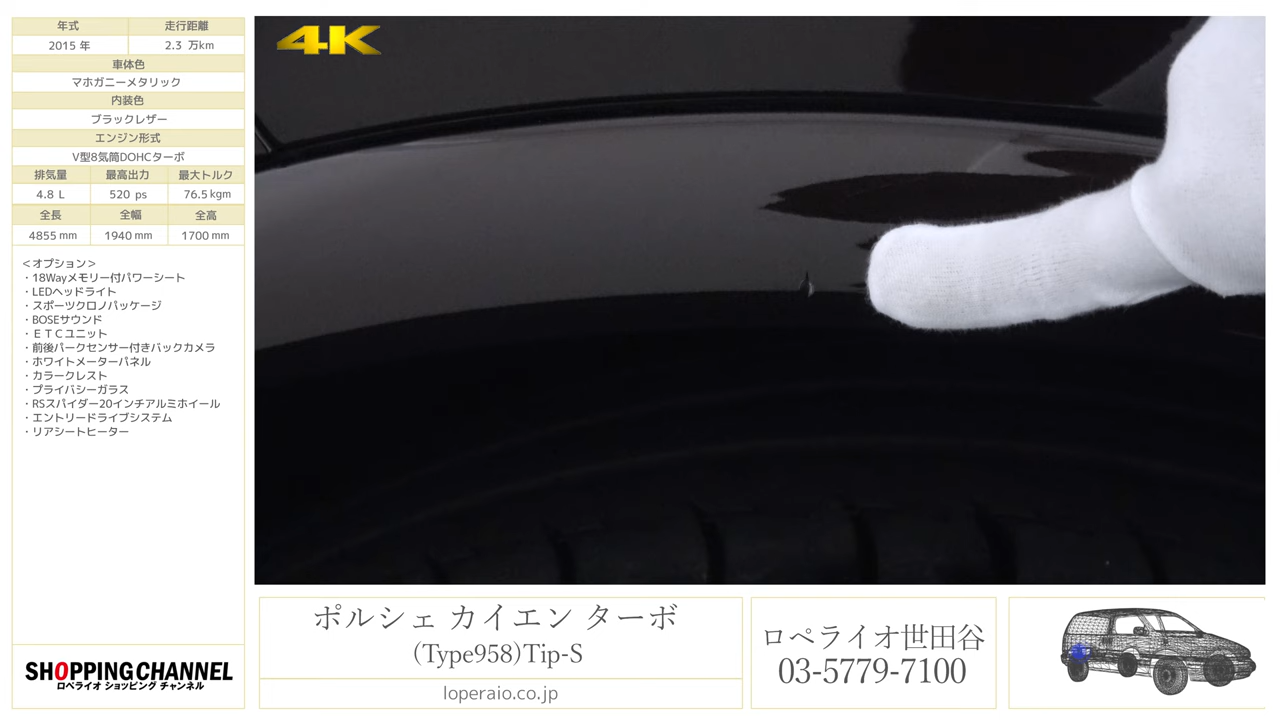 年式 走行距離
2015 年 2.3 万km
車体色
マホガニーメタリック
内装色
ブラックレザー
エンジン形式
V型8気筒DOHCターボ
排気量 最高出力 最大トルク
4.8 L 520 ps 76.5 kgm
全長 全幅 全高
4855 mm 1940 mm 1700 mm
＜オプション＞
・18Wayメモリー付パワーシート
・LEDヘッドライト
・スポーツクロノパッケージ
・BOSEサウンド
・ＥＴＣユニット
・前後パークセンサー付きバックカメラ
・ホワイトメーターパネル
・カラークレスト
・プライバシーガラス
・RSスパイダー20インチアルミホイール
・エントリードライブシステム
・リアシートヒーター
SHOPPING CHANNEL
ロペライオ ショッピング チャンネル
4K
ポルシェ カイエン ターボ
(Type958)Tip-S
loperaio.co.jp
ロペライオ世田谷
03-5779-7100